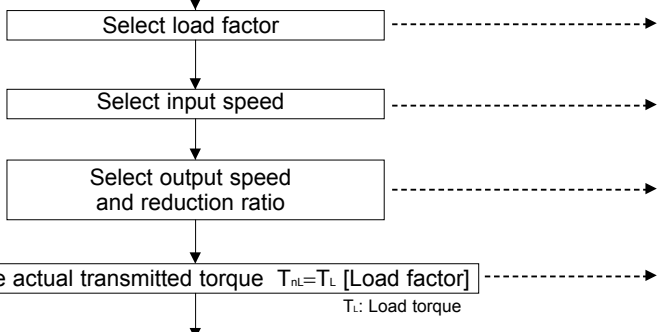 Select load factor
Select input speed
Select output speed
and reduction ratio
actual transmitted torque TnL=TL [Load factor]
TL: Load torque